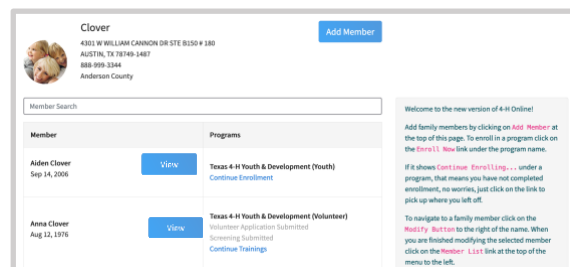 Clover
Add Member
4301 W WILLIAM CANNON DR STE B150 # 180
AUSTIN, TX 78749-1487
888-999-3344
Anderson County
Member Search
Member
Programs
Aiden Clover
Sep 14, 2006
View
Texas 4-H Youth & Development (Youth)
Continue Enrollment
Anna Clover
Aug 12, 1976
View
Texas 4-H Youth & Development (Volunteer)
Volunteer Application Submitted
Screening Submitted
Continue Trainings
Welcome to the new version of 4-H Online!
Add family members by clicking on Add Member at
the top of this page. To enroll in a program click on
the Enroll Now link under the program name.
If it shows Continue Enrolling... under a
program, that means you have not completed
enrollment, no worries, just click on the link to
pick up where you left off.
To navigate to a family member click on the
Modify Button to the right of the name. When
you are finished modifying the selected member
click on the Member List link at the top of the
menu to the left.